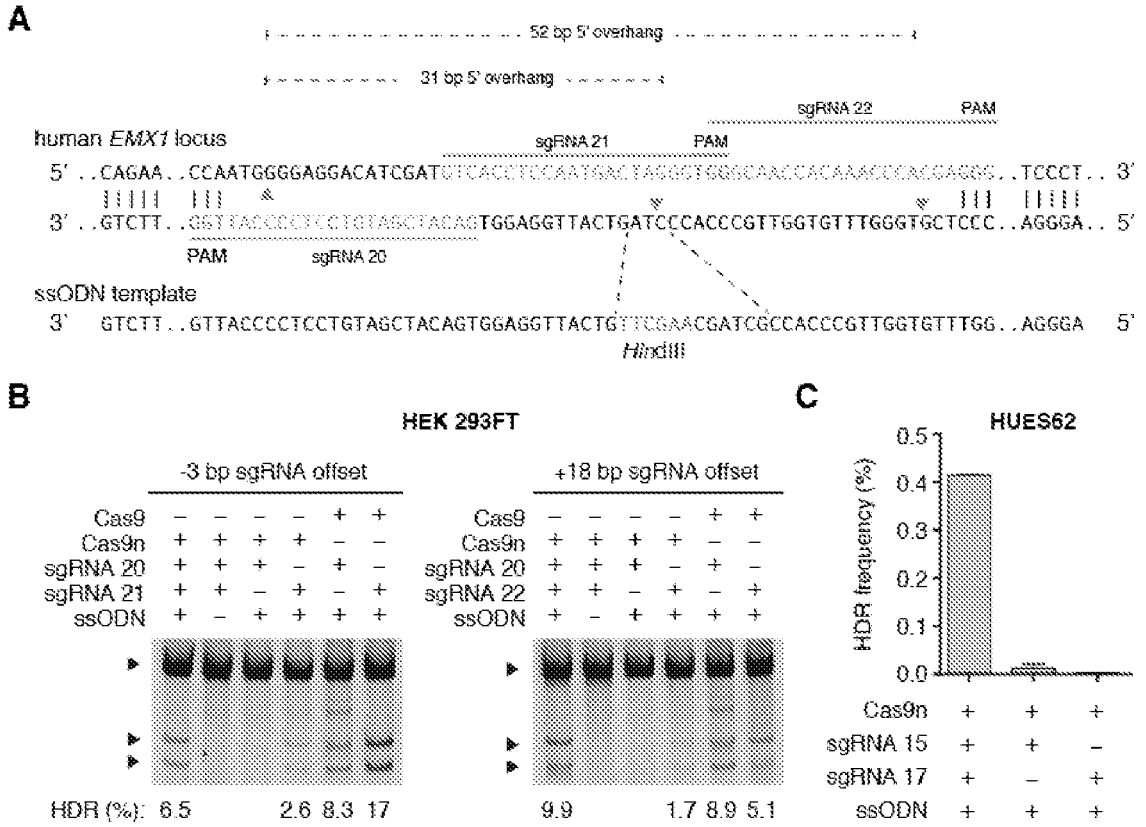 A
52 bp 5' overhang
31 bp 5' overhang
sgRNA 22 PAM
human EMX1 locus
sgRNA 21 PAM
5' ..CAGAA..CCAATGGGGAGGACATCGATGTCACCTCCAATGACTAGGGTGGGCAACCACAAACCCACGAGGG..TCCCT.. 3'
3' ..GTCTT..GGTTACCCCTCCTGTAGCTACAGTGGAGGTTACTGATCCCACCCGTTGGTGTTTGGGTGCTCCC..AGGGA.. 5'
PAM sgRNA 20
ssODN template
3' GTCTT..GTTACCCCTCCTGTAGCTACAGTGGAGGTTACTGTTCGAACGATCGCCACCCGTTGGTGTTTGG..AGGGA 5'
HindIII
B
HEK 293FT
-3 bp sgRNA offset
Cas9 – – – – + +
Cas9n + + + + – –
sgRNA 20 + + + – + –
sgRNA 21 + + – + – +
ssODN + – + + + +
HDR (%): 6.5 2.6 8.3 17
+18 bp sgRNA offset
Cas9 – – – – + +
Cas9n + + + + – –
sgRNA 20 + + + – + –
sgRNA 22 + + – + – +
ssODN + – + + + +
9.9 1.7 8.9 5.1
C
HUES62
HDR frequency (%)
0.5
0.4
0.3
0.2
0.1
0.0
Cas9n + + +
sgRNA 15 + + –
sgRNA 17 + – +
ssODN + + +